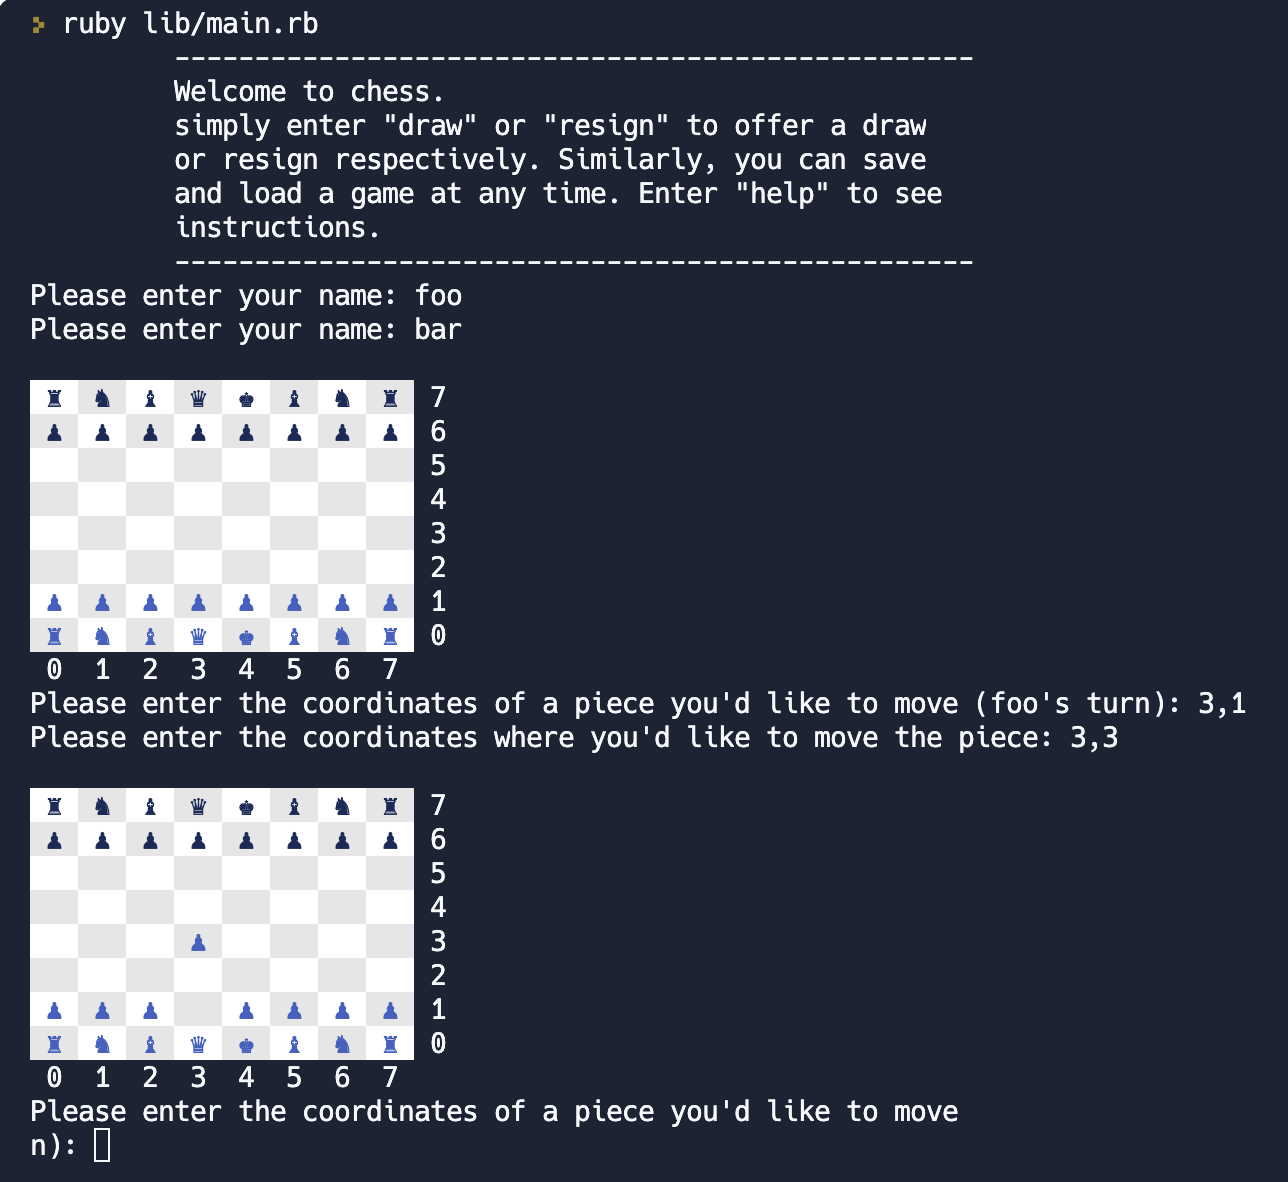 ruby lib/main.rb
--------------------------------------------------
Welcome to chess.
simply enter "draw" or "resign" to offer a draw
or resign respectively. Similarly, you can save
and load a game at any time. Enter "help" to see
instructions.
--------------------------------------------------
Please enter your name: foo
Please enter your name: bar
♜ ♞ ♝ ♛ ♚ ♝ ♞ ♜ 7
♟ ♟ ♟ ♟ ♟ ♟ ♟ ♟ 6
5
4
3
2
♟ ♟ ♟ ♟ ♟ ♟ ♟ ♟ 1
♜ ♞ ♝ ♛ ♚ ♝ ♞ ♜ 0
0 1 2 3 4 5 6 7
Please enter the coordinates of a piece you'd like to move (foo's turn): 3,1
Please enter the coordinates where you'd like to move the piece: 3,3
♜ ♞ ♝ ♛ ♚ ♝ ♞ ♜ 7
♟ ♟ ♟ ♟ ♟ ♟ ♟ ♟ 6
5
4
♟ 3
2
♟ ♟ ♟ ♟ ♟ ♟ ♟ 1
♜ ♞ ♝ ♛ ♚ ♝ ♞ ♜ 0
0 1 2 3 4 5 6 7
Please enter the coordinates of a piece you'd like to move
n):